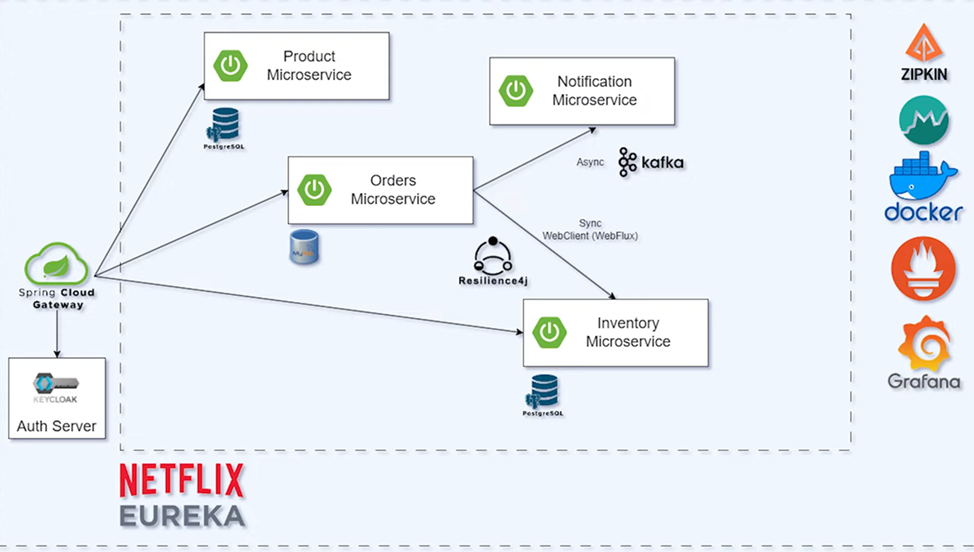 Product
Microservice
PostgreSQL
Notification
Microservice
Async
kafka
Orders
Microservice
MySQL
Sync
WebClient (WebFlux)
Resilience4j
Spring Cloud
Gateway
Inventory
Microservice
PostgreSQL
KEYCLOAK
Auth Server
NETFLIX
EUREKA
ZIPKIN
docker
Grafana